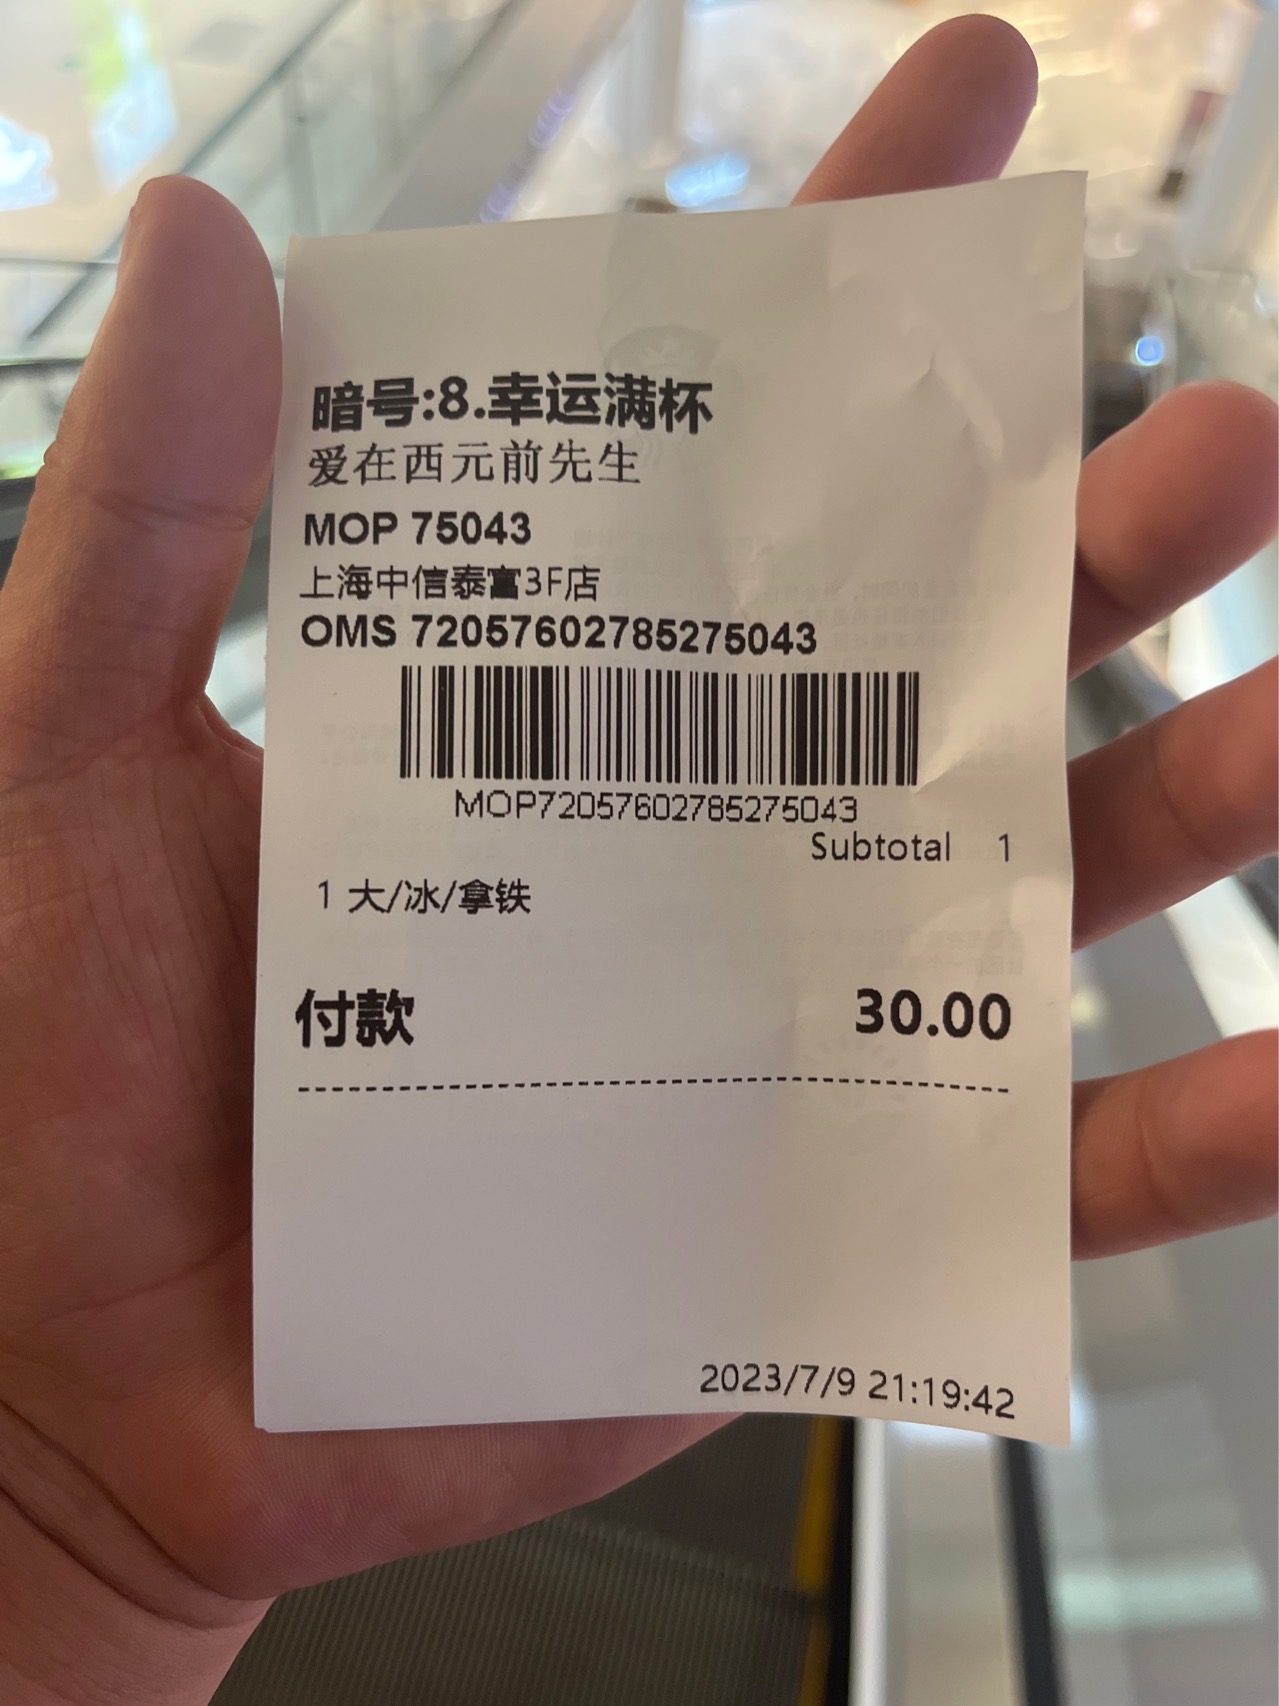 暗号:8.幸运满杯
爱在西元前先生
MOP 75043
上海中信泰富3F店
OMS 72057602785275043
MOP72057602785275043
Subtotal 1
1 大/冰/拿铁
付款 30.00
2023/7/9 21:19:42